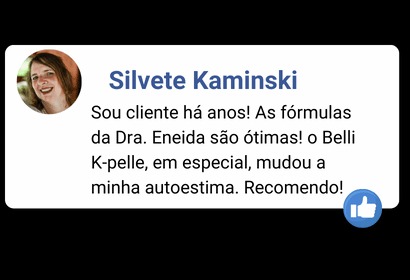 Silvete Kaminski
Sou cliente há anos! As fórmulas
da Dra. Eneida são ótimas! o Belli
K-pelle, em especial, mudou a
minha autoestima. Recomendo!